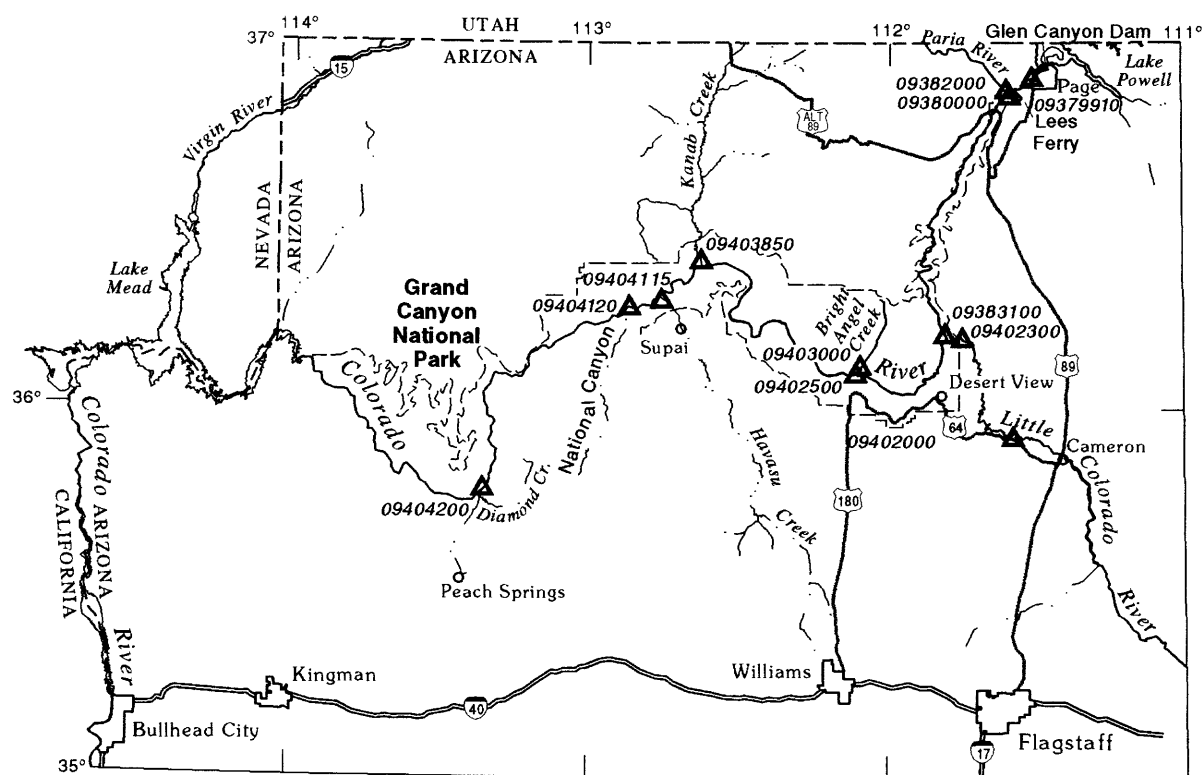 114°
UTAH
113°
112°
Glen Canyon Dam
111°
37°
ARIZONA
15
Paria River
Lake
Powell
09382000
09380000
Page
09379910
Lees
Ferry
ALT
89
Kanab Creek
Virgin River
NEVADA
ARIZONA
Lake
Mead
09403850
09404115
09404120
Grand
Canyon
National
Park
Supai
National Canyon
Bright
Angel
Creek
09383100
09402300
09403000
09402500
River
Desert View
89
36°
Colorado
64
Little
09402000
Cameron
Colorado
River
Havasu
Creek
180
09404200
Diamond Cr.
Peach Springs
Colorado
River
ARIZONA
CALIFORNIA
Kingman
Williams
40
Bullhead City
Flagstaff
35°
17